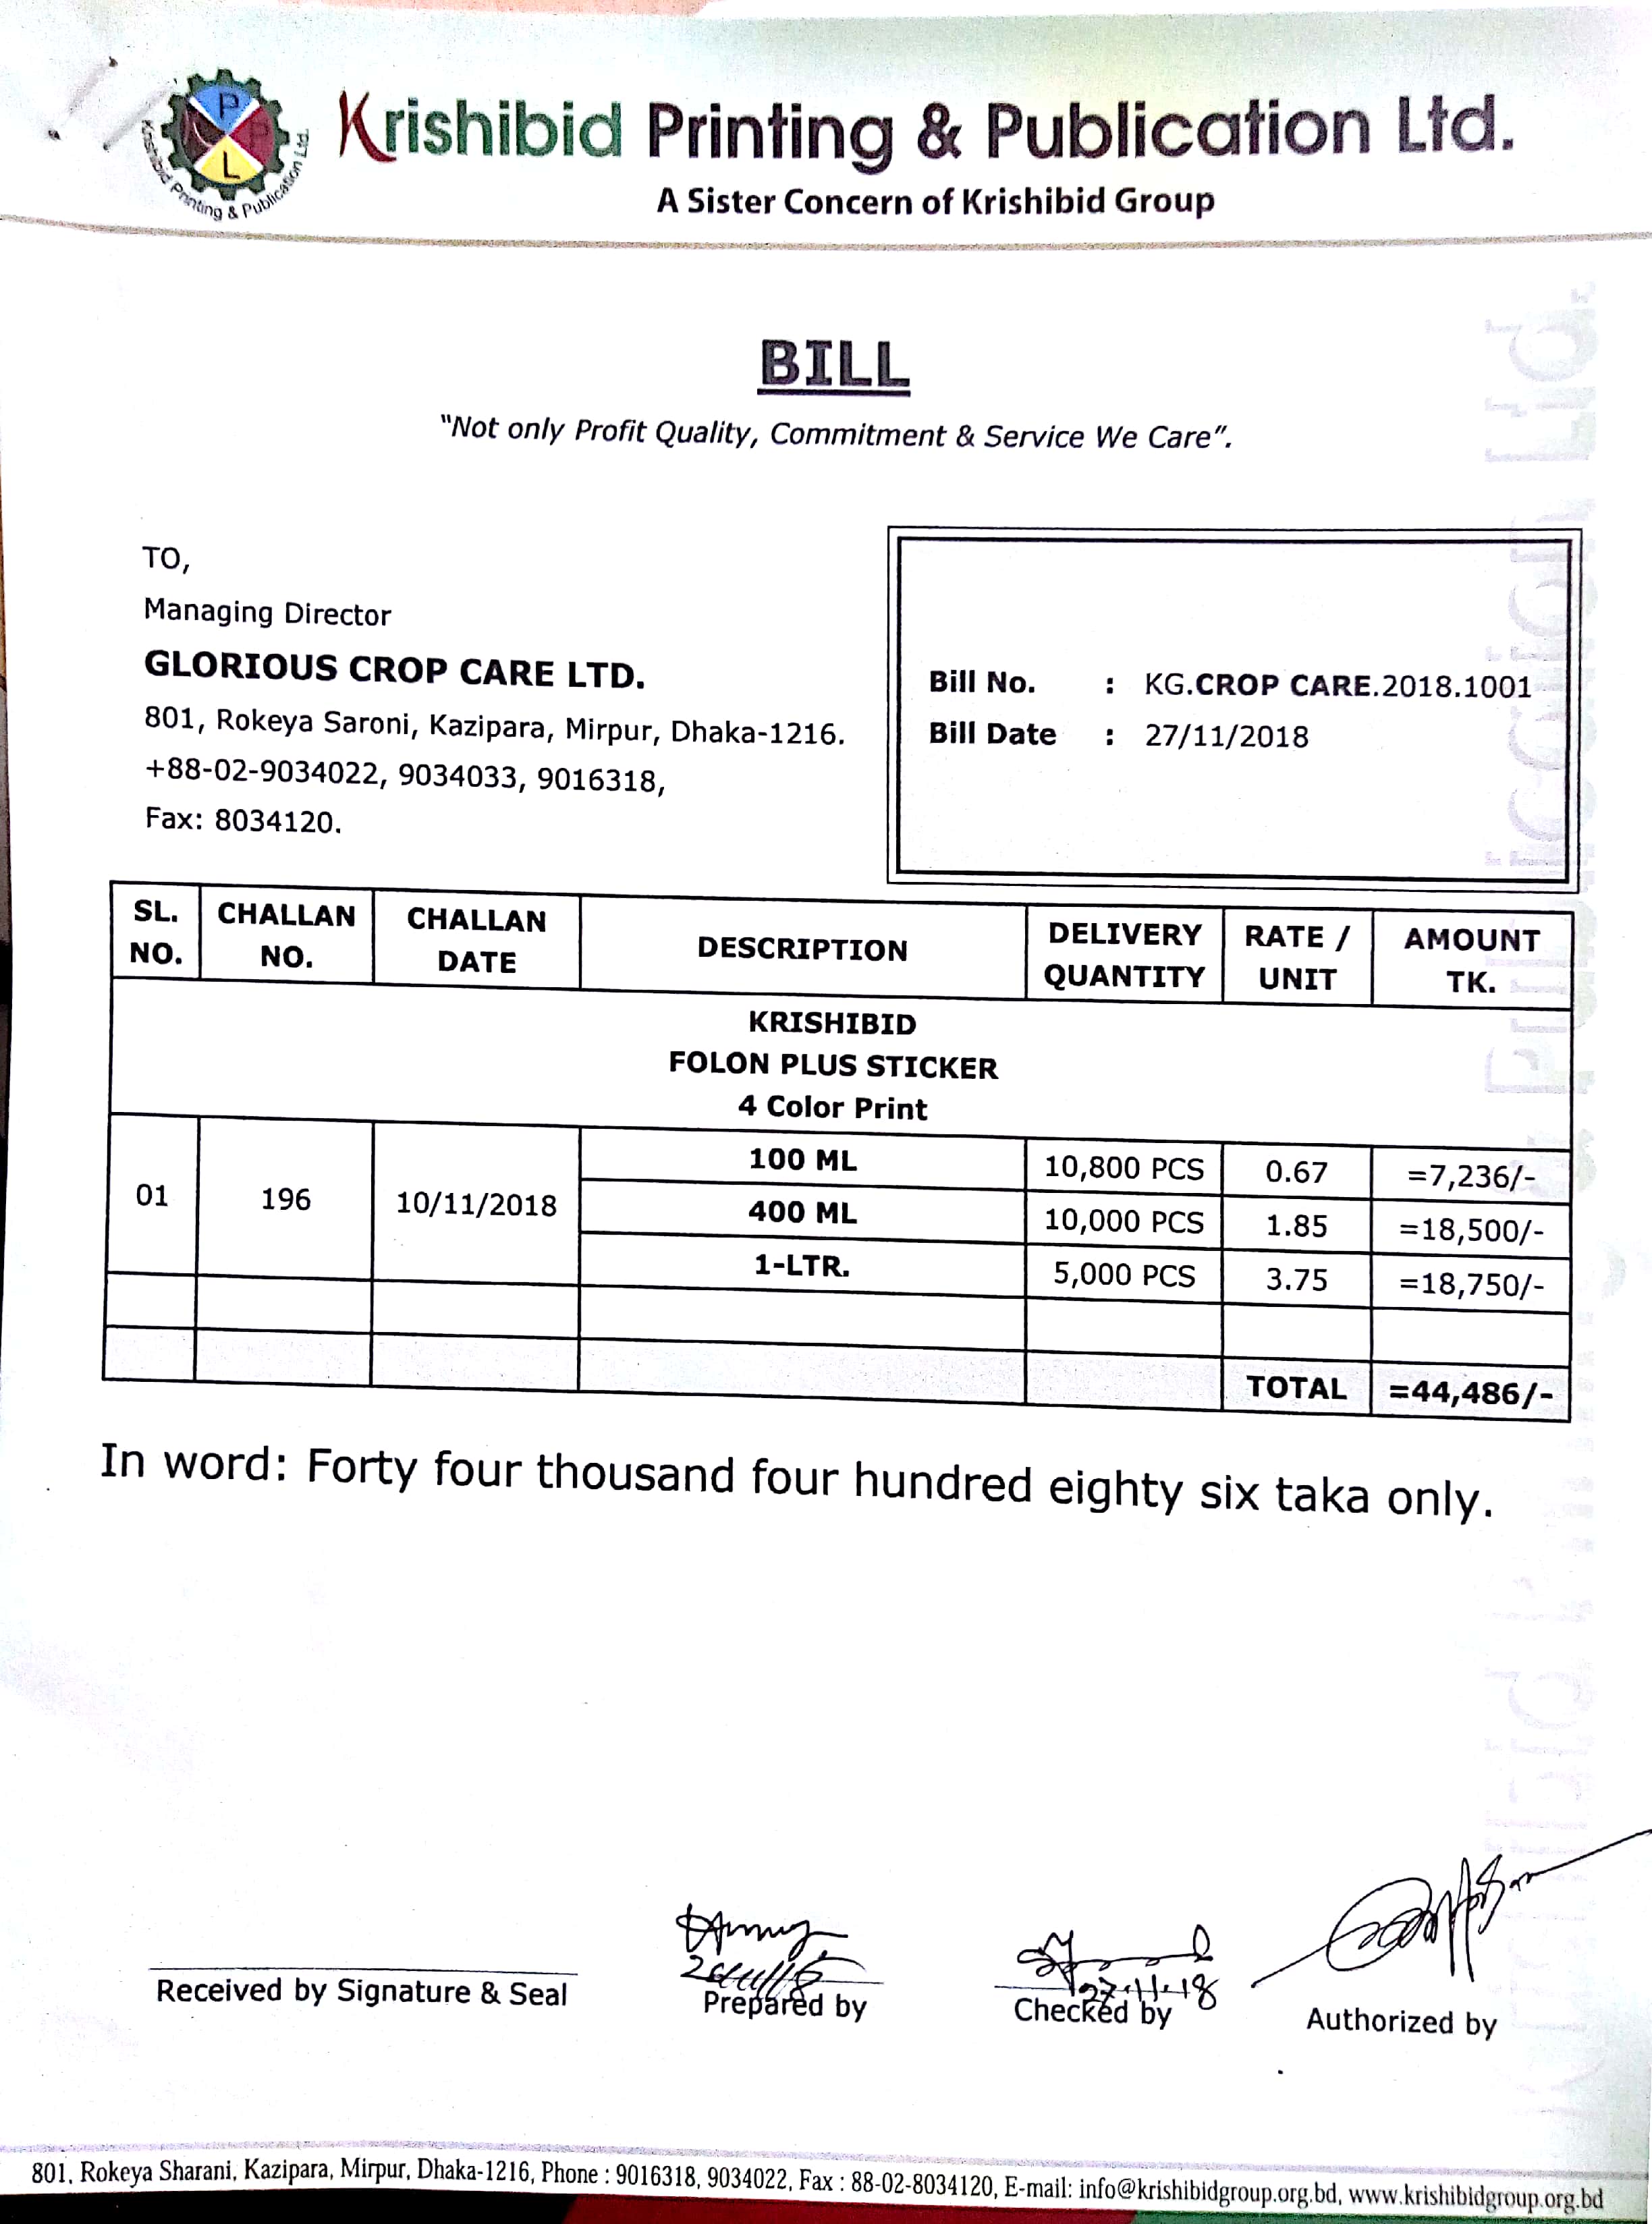 P
P
L
Krishibid Printing & Publication Ltd.
Krishibid Printing & Publication Ltd.
A Sister Concern of Krishibid Group
BILL
"Not only Profit Quality, Commitment & Service We Care".
TO,
Managing Director
GLORIOUS CROP CARE LTD.
801, Rokeya Saroni, Kazipara, Mirpur, Dhaka-1216.
+88-02-9034022, 9034033, 9016318,
Fax: 8034120.
Bill No. : KG.CROP CARE.2018.1001
Bill Date : 27/11/2018
SL. NO. CHALLAN NO. CHALLAN DATE DESCRIPTION DELIVERY QUANTITY RATE / UNIT AMOUNT TK.
KRISHIBID
FOLON PLUS STICKER
4 Color Print
01 196 10/11/2018 100 ML 10,800 PCS 0.67 =7,236/-
400 ML 10,000 PCS 1.85 =18,500/-
1-LTR. 5,000 PCS 3.75 =18,750/-
TOTAL =44,486/-
In word: Forty four thousand four hundred eighty six taka only.
27-11-18
Received by Signature & Seal Prepared by Checked by Authorized by
801, Rokeya Sharani, Kazipara, Mirpur, Dhaka-1216, Phone : 9016318, 9034022, Fax : 88-02-8034120, E-mail: info@krishibidgroup.org.bd, www.krishibidgroup.org.bd